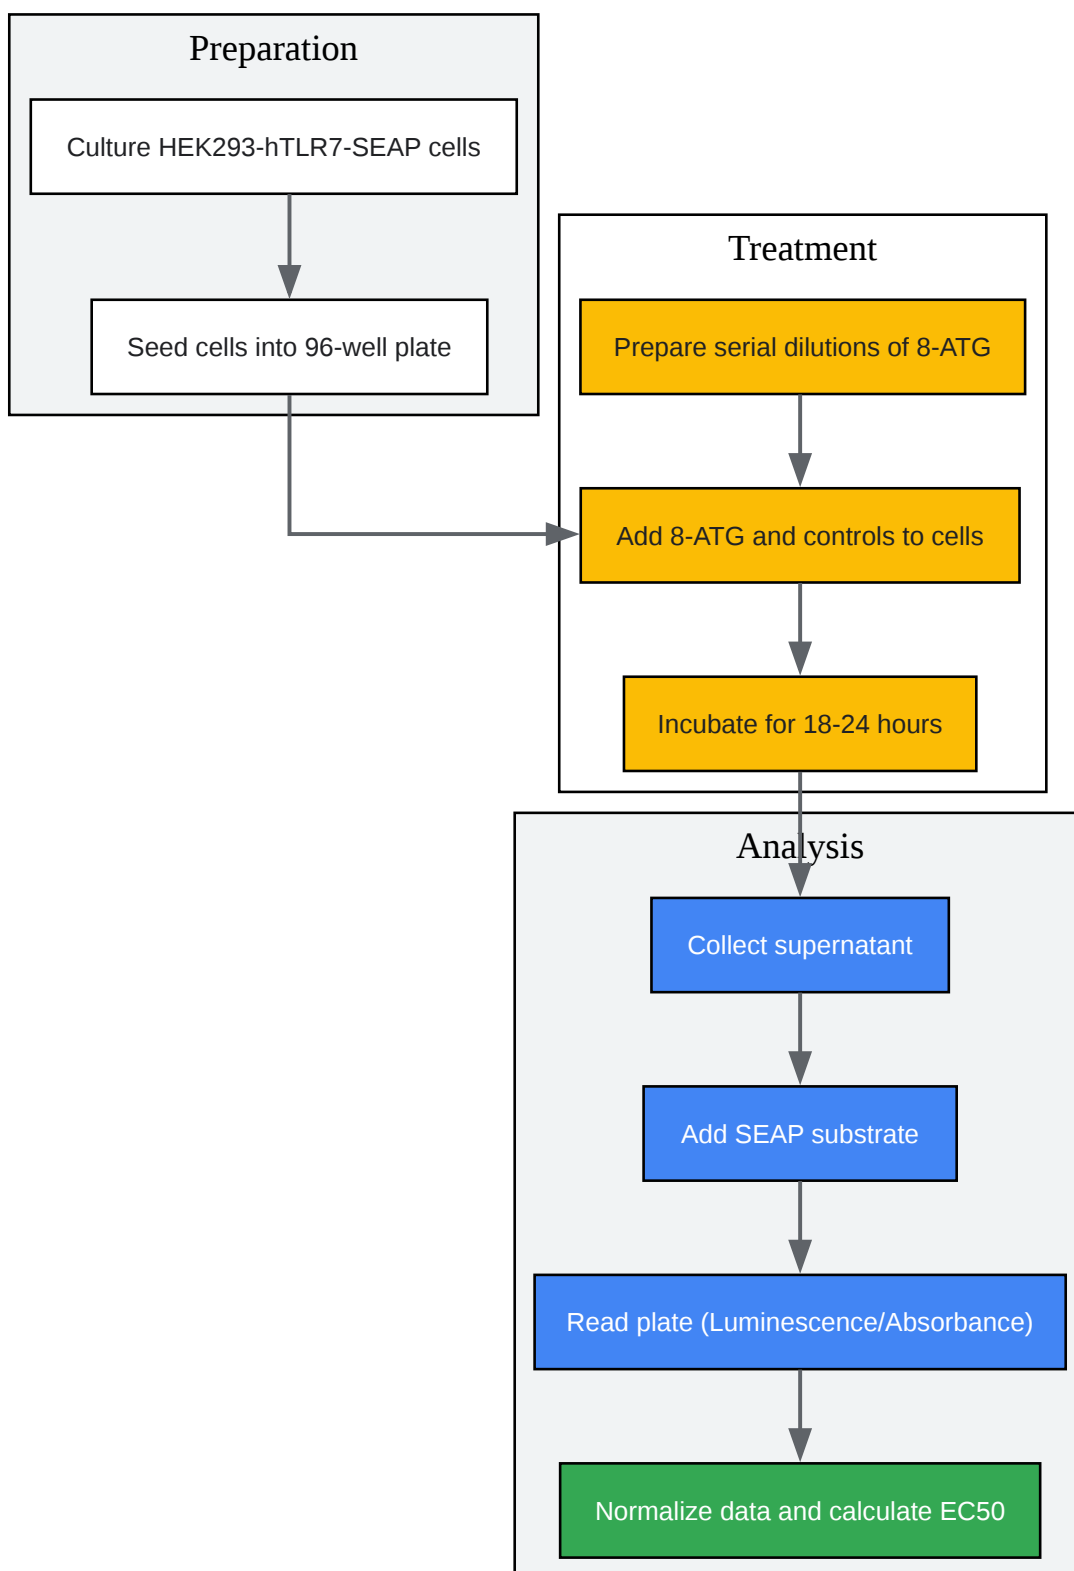 Preparation
Culture HEK293-hTLR7-SEAP cells
Seed cells into 96-well plate
Treatment
Prepare serial dilutions of 8-ATG
Add 8-ATG and controls to cells
Incubate for 18-24 hours
Analysis
Collect supernatant
Add SEAP substrate
Read plate (Luminescence/Absorbance)
Normalize data and calculate EC50